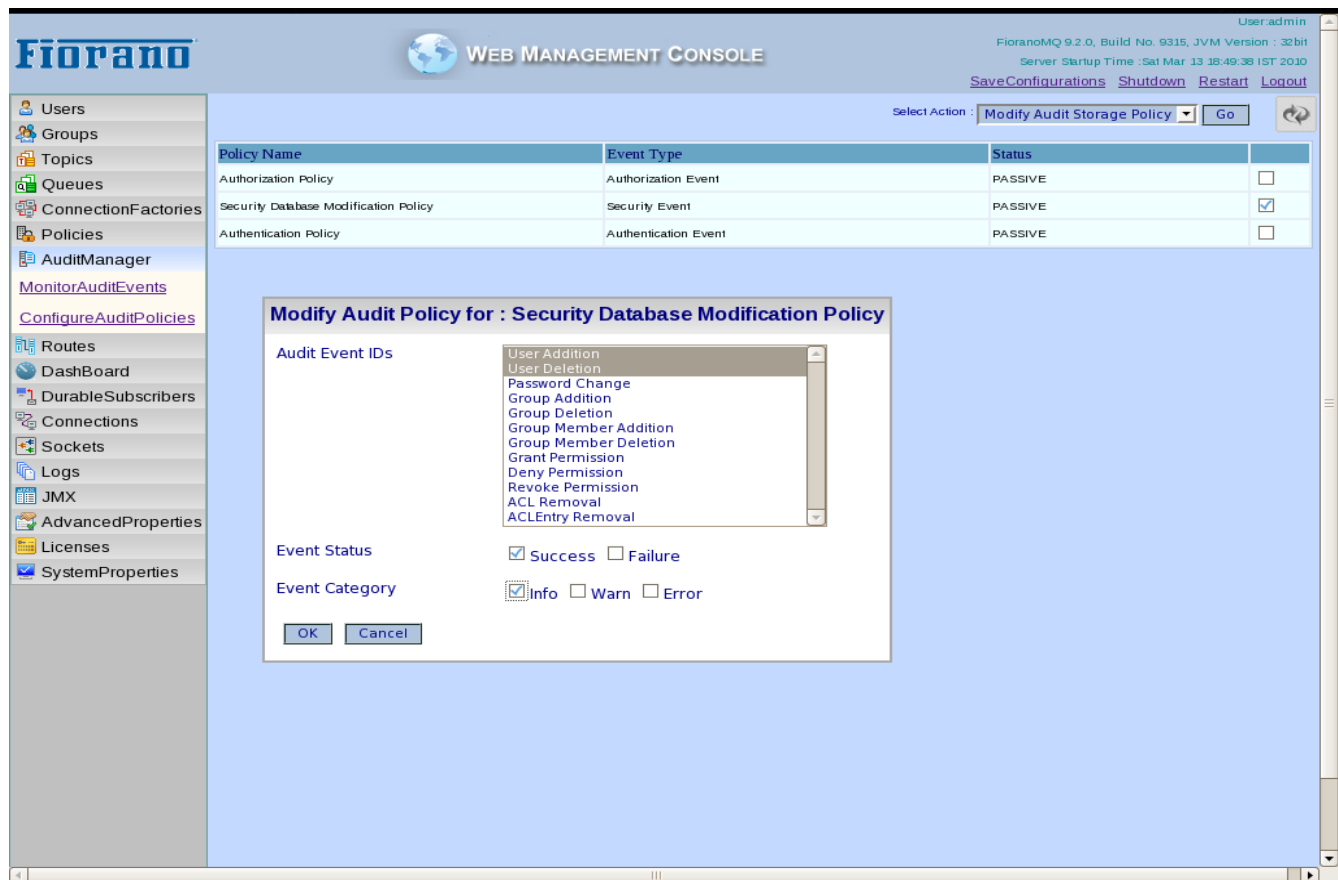 User:admin
Fiorano
WEB MANAGEMENT CONSOLE
FioranoMQ 9.2.0, Build No. 9315, JVM Version : 32bit
Server Startup Time :Sat Mar 13 18:49:38 IST 2010
SaveConfigurations Shutdown Restart Logout
Users
Groups
Topics
Queues
ConnectionFactories
Policies
AuditManager
MonitorAuditEvents
ConfigureAuditPolicies
Routes
DashBoard
DurableSubscribers
Connections
Sockets
Logs
JMX
AdvancedProperties
Licenses
SystemProperties
Select Action : Modify Audit Storage Policy Go
Policy Name Event Type Status
Authorization Policy Authorization Event PASSIVE
Security Database Modification Policy Security Event PASSIVE
Authentication Policy Authentication Event PASSIVE
Modify Audit Policy for : Security Database Modification Policy
Audit Event IDs
User Addition
User Deletion
Password Change
Group Addition
Group Deletion
Group Member Addition
Group Member Deletion
Grant Permission
Deny Permission
Revoke Permission
ACL Removal
ACLEntry Removal
Event Status Success Failure
Event Category Info Warn Error
OK Cancel